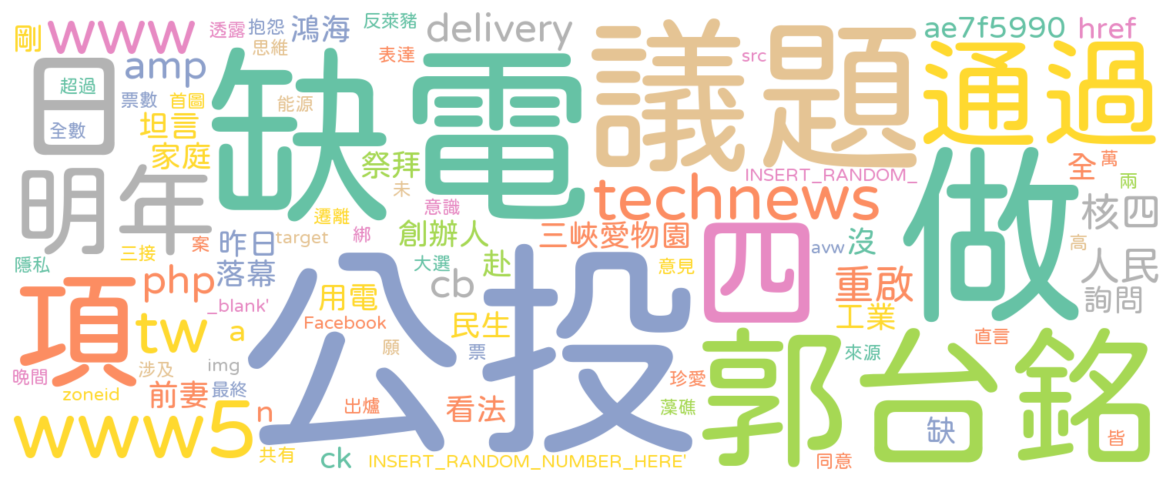 剛
www
透露
抱怨
思維
鴻海
反萊豬
表達
delivery
議題
src
ae7f5990
href
通過
日
超過
全數
amp
票數
首圖
坦言
家庭
缺電
能源
祭拜
未
意識
INSERT_RANDOM_
technews
做
全
萬
兩
核四
高
人民
詢問
明年
三接
案
隱私
昨日
落幕
遷離
target
綁
大選
創辦人
赴
三峽愛物園
意見
四
avw
沒
重啟
工業
項
php
_blank'
tw
a
img
晚間
zoneid
涉及
前妻
最終
www5
n
共有
公投
用電
Facebook
願
cb
民生
票
出爐
看法
ck
INSERT_RANDOM_NUMBER_HERE'
珍愛
藻礁
郭台銘
來源
直言
缺
皆
同意